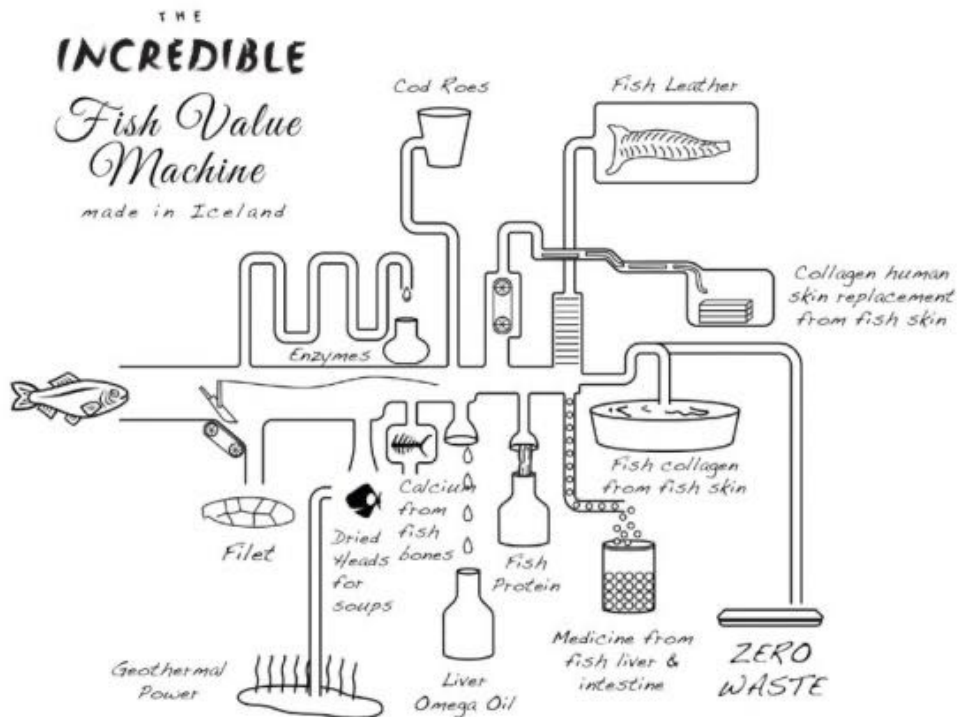 THE
INCREDIBLE
Fish Value
Machine
made in Iceland
Cod Roes
Fish Leather
Collagen human
skin replacement
from fish skin
Enzymes
Fish collagen
from fish skin
Filet
Dried
Heads
for
soups
Calcium
from
fish
bones
Fish
Protein
Geothermal
Power
Liver
Omega Oil
Medicine from
fish liver &
intestine
ZERO
WASTE